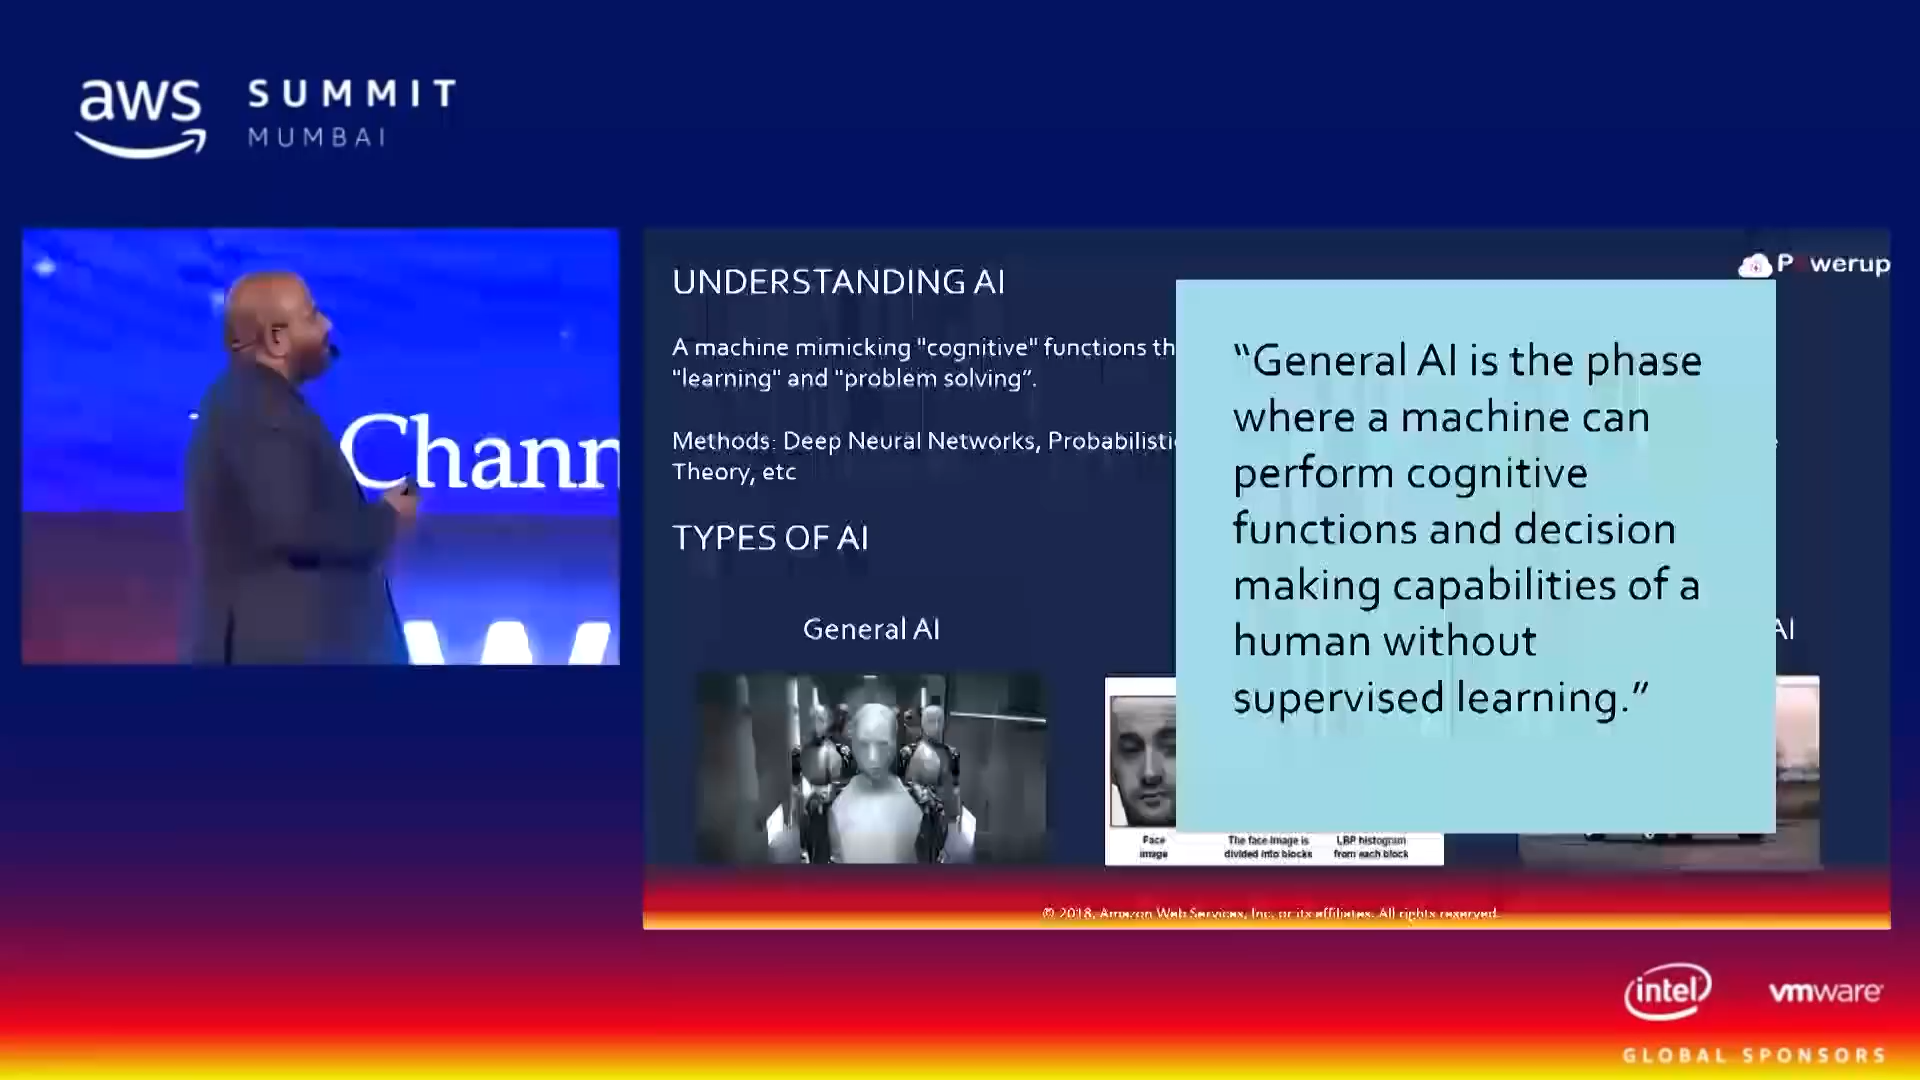 aws SUMMIT
MUMBAI
Chann
Powerup
UNDERSTANDING AI
A machine mimicking "cognitive" functions th
"learning" and "problem solving”.
Methods: Deep Neural Networks, Probabilisti
Theory, etc
TYPES OF AI
General AI
AI
“General AI is the phase
where a machine can
perform cognitive
functions and decision
making capabilities of a
human without
supervised learning.”
Face
image
The face image is
divided into blocks
LBP histogram
from each block
© 2018, Amazon Web Services, Inc. or its affiliates. All rights reserved.
intel
vmware
GLOBAL SPONSORS